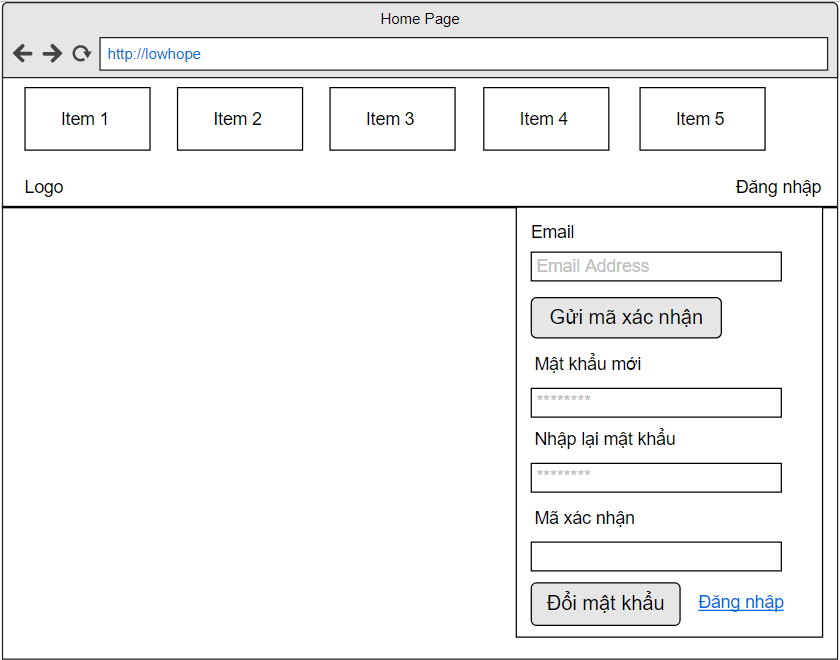 Home Page
http://lowhope
Item 1 Item 2 Item 3 Item 4 Item 5
Logo Đăng nhập
Email
Email Address
Gửi mã xác nhận
Mật khẩu mới
********
Nhập lại mật khẩu
********
Mã xác nhận
Đổi mật khẩu Đăng nhập